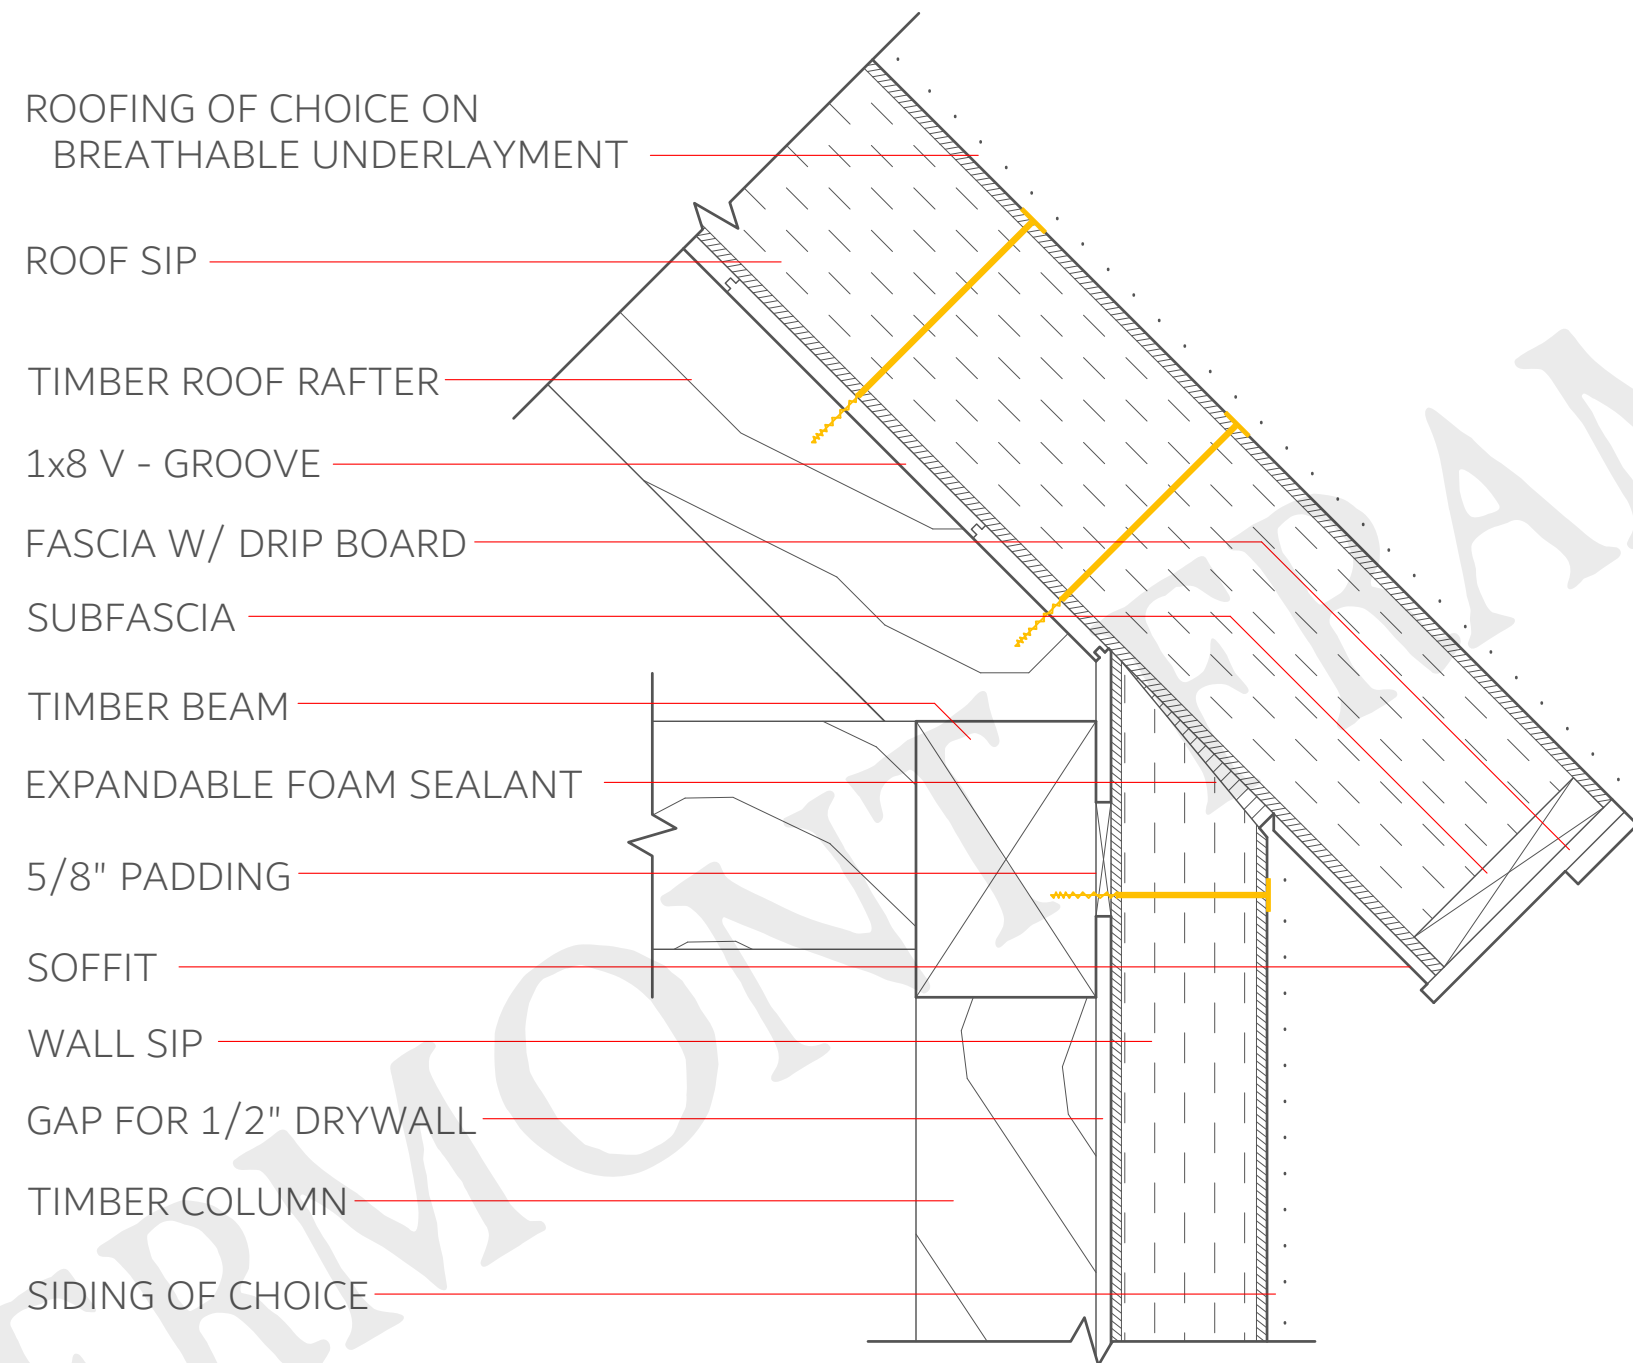 ROOFING OF CHOICE ON
BREATHABLE UNDERLAYMENT
ROOF SIP
TIMBER ROOF RAFTER
1x8 V - GROOVE
FASCIA W/ DRIP BOARD
SUBFASCIA
TIMBER BEAM
EXPANDABLE FOAM SEALANT
5/8" PADDING
SOFFIT
WALL SIP
GAP FOR 1/2" DRYWALL
TIMBER COLUMN
SIDING OF CHOICE
ERMONT FRAM